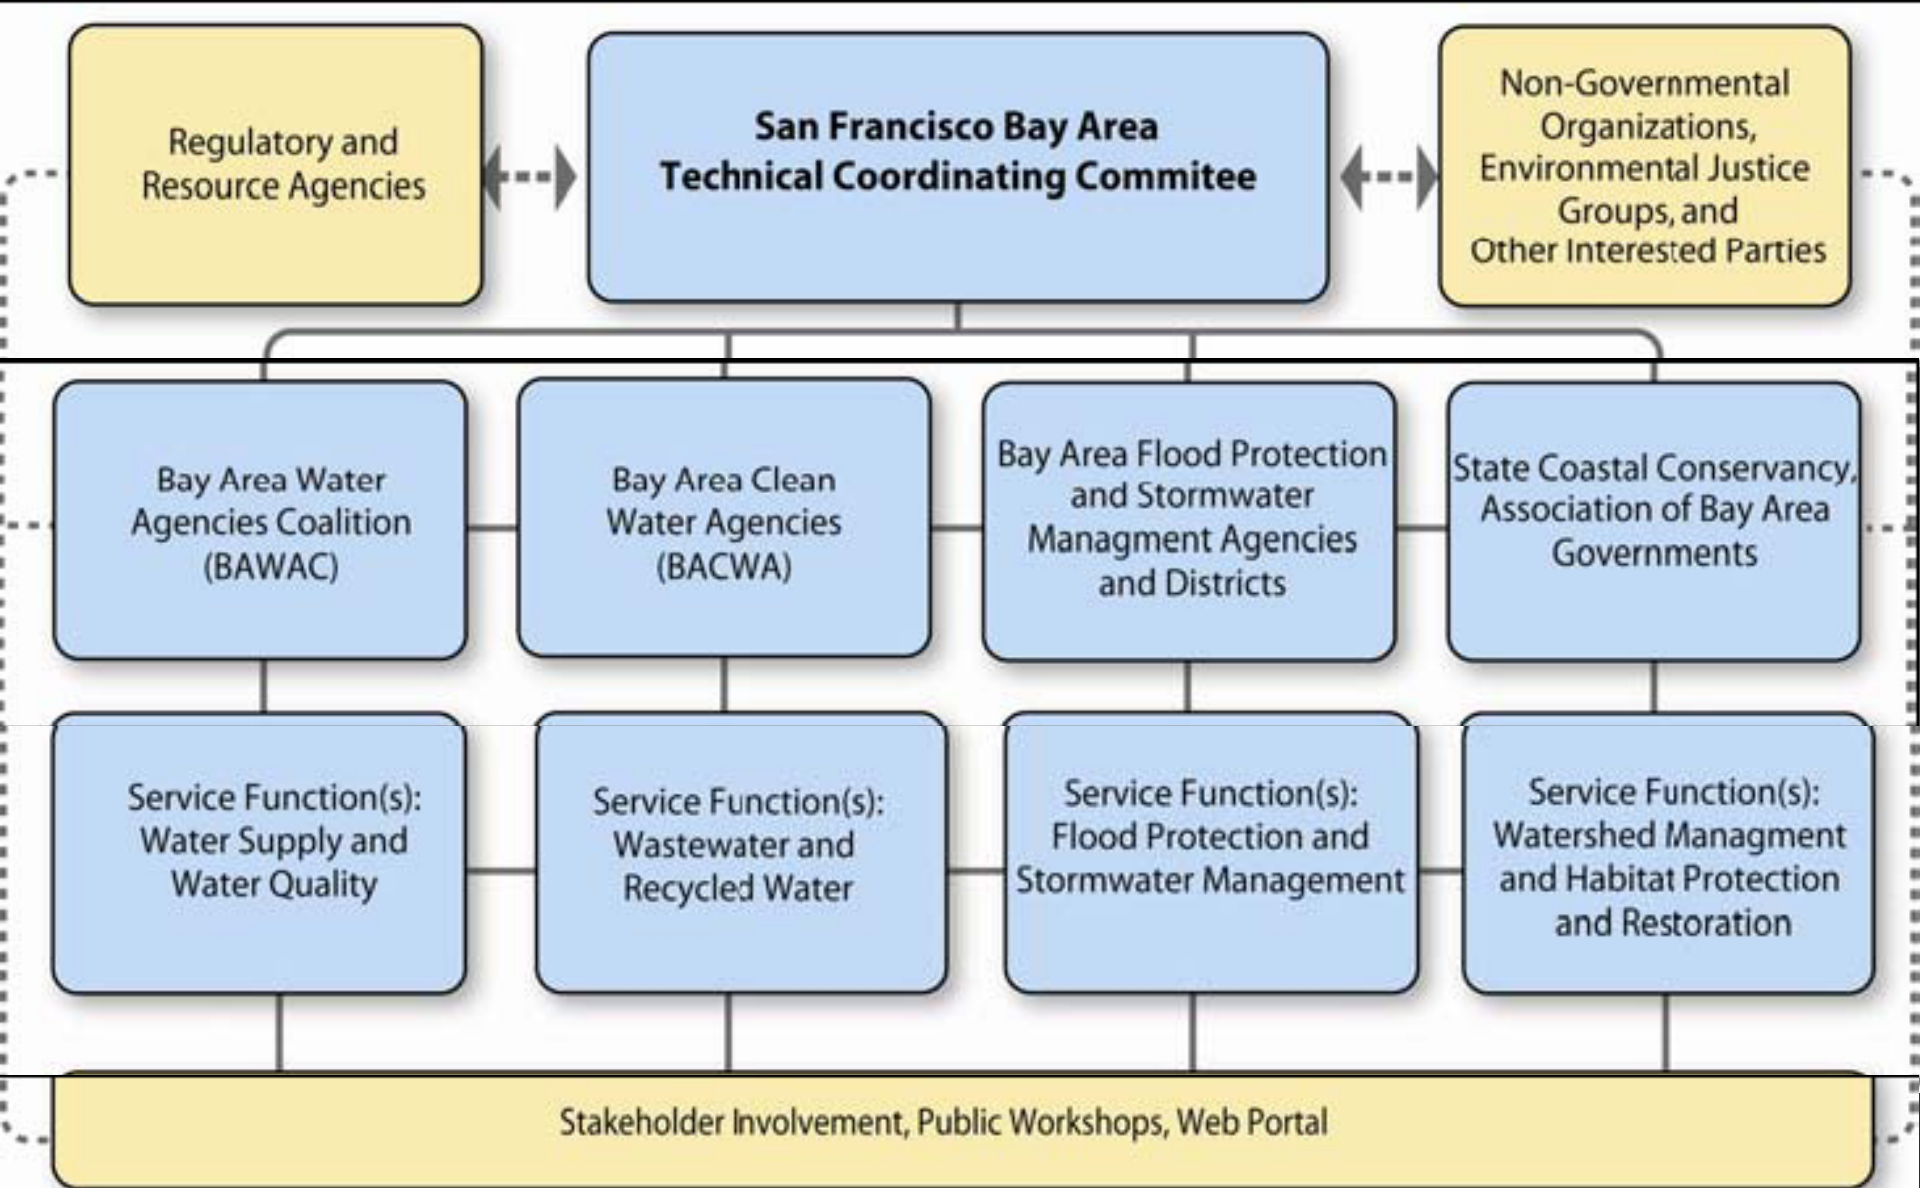 Regulatory and
Resource Agencies
San Francisco Bay Area
Technical Coordinating Commitee
Non-Governmental
Organizations,
Environmental Justice
Groups, and
Other Interested Parties
Bay Area Water
Agencies Coalition
(BAWAC)
Bay Area Clean
Water Agencies
(BACWA)
Bay Area Flood Protection
and Stormwater
Managment Agencies
and Districts
State Coastal Conservancy,
Association of Bay Area
Governments
Service Function(s):
Water Supply and
Water Quality
Service Function(s):
Wastewater and
Recycled Water
Service Function(s):
Flood Protection and
Stormwater Management
Service Function(s):
Watershed Managment
and Habitat Protection
and Restoration
Stakeholder Involvement, Public Workshops, Web Portal